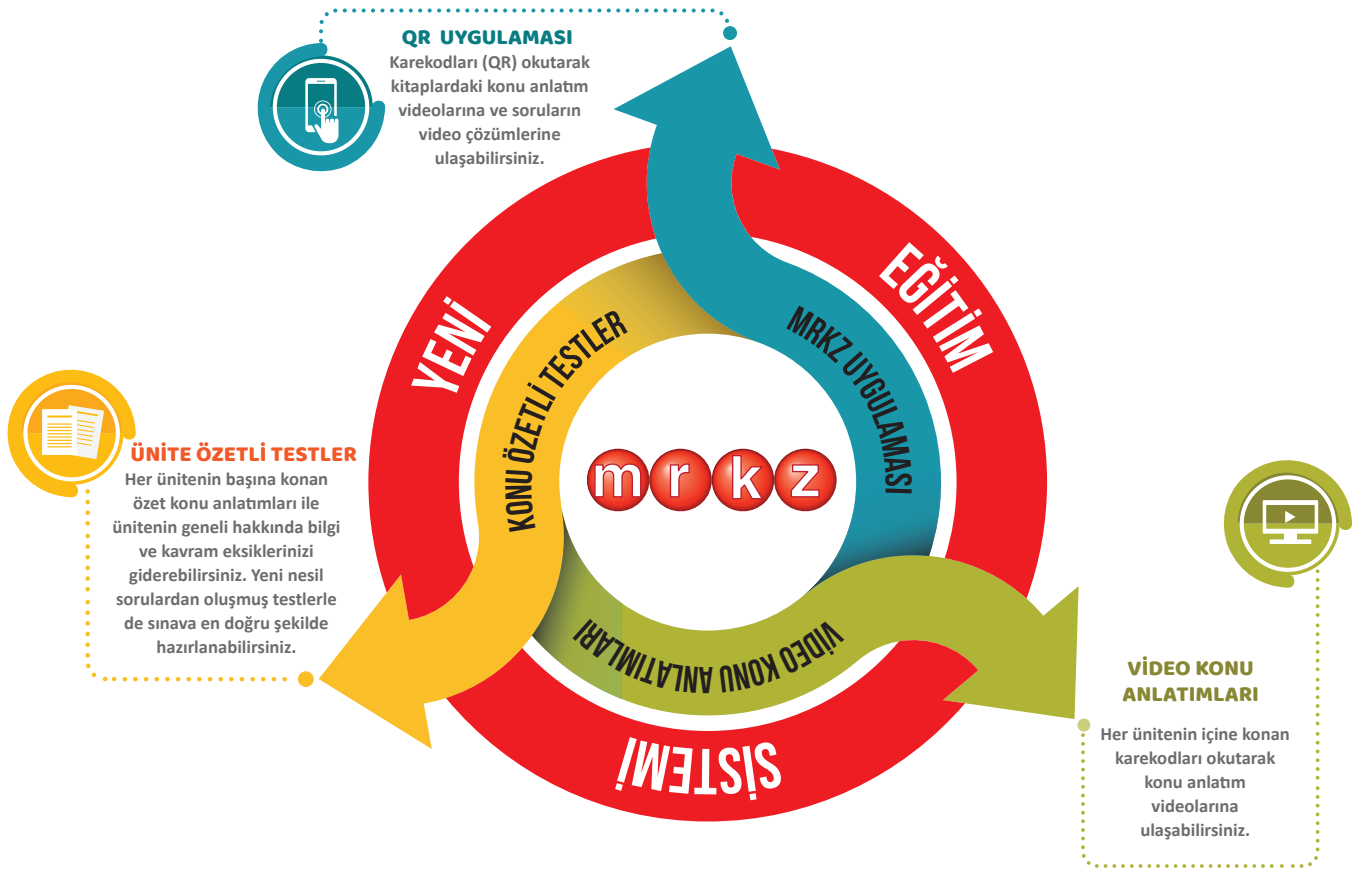 QR UYGULAMASI
Karekodları (QR) okutarak
kitaplardaki konu anlatım
videolarına ve soruların
video çözümlerine
ulaşabilirsiniz.
YENİ
EĞİTİM
SİSTEMİ
KONU ÖZETLİ TESTLER
MRKZ UYGULAMASI
VİDEO KONU ANLATIMLARI
mrkz
ÜNİTE ÖZETLİ TESTLER
Her ünitenin başına konan
özet konu anlatımları ile
ünitenin geneli hakkında bilgi
ve kavram eksiklerinizi
giderebilirsiniz. Yeni nesil
sorulardan oluşmuş testlerle
de sınava en doğru şekilde
hazırlanabilirsiniz.
VİDEO KONU
ANLATIMLARI
Her ünitenin içine konan
karekodları okutarak
konu anlatım
videolarına
ulaşabilirsiniz.